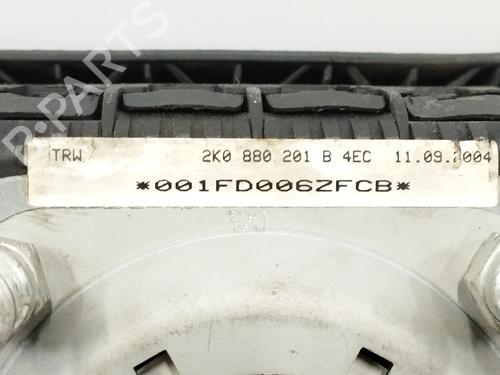 B-PARTS
TRW 2K0 880 201 B 4EC 11.09.2004
*001FD006ZFCB*